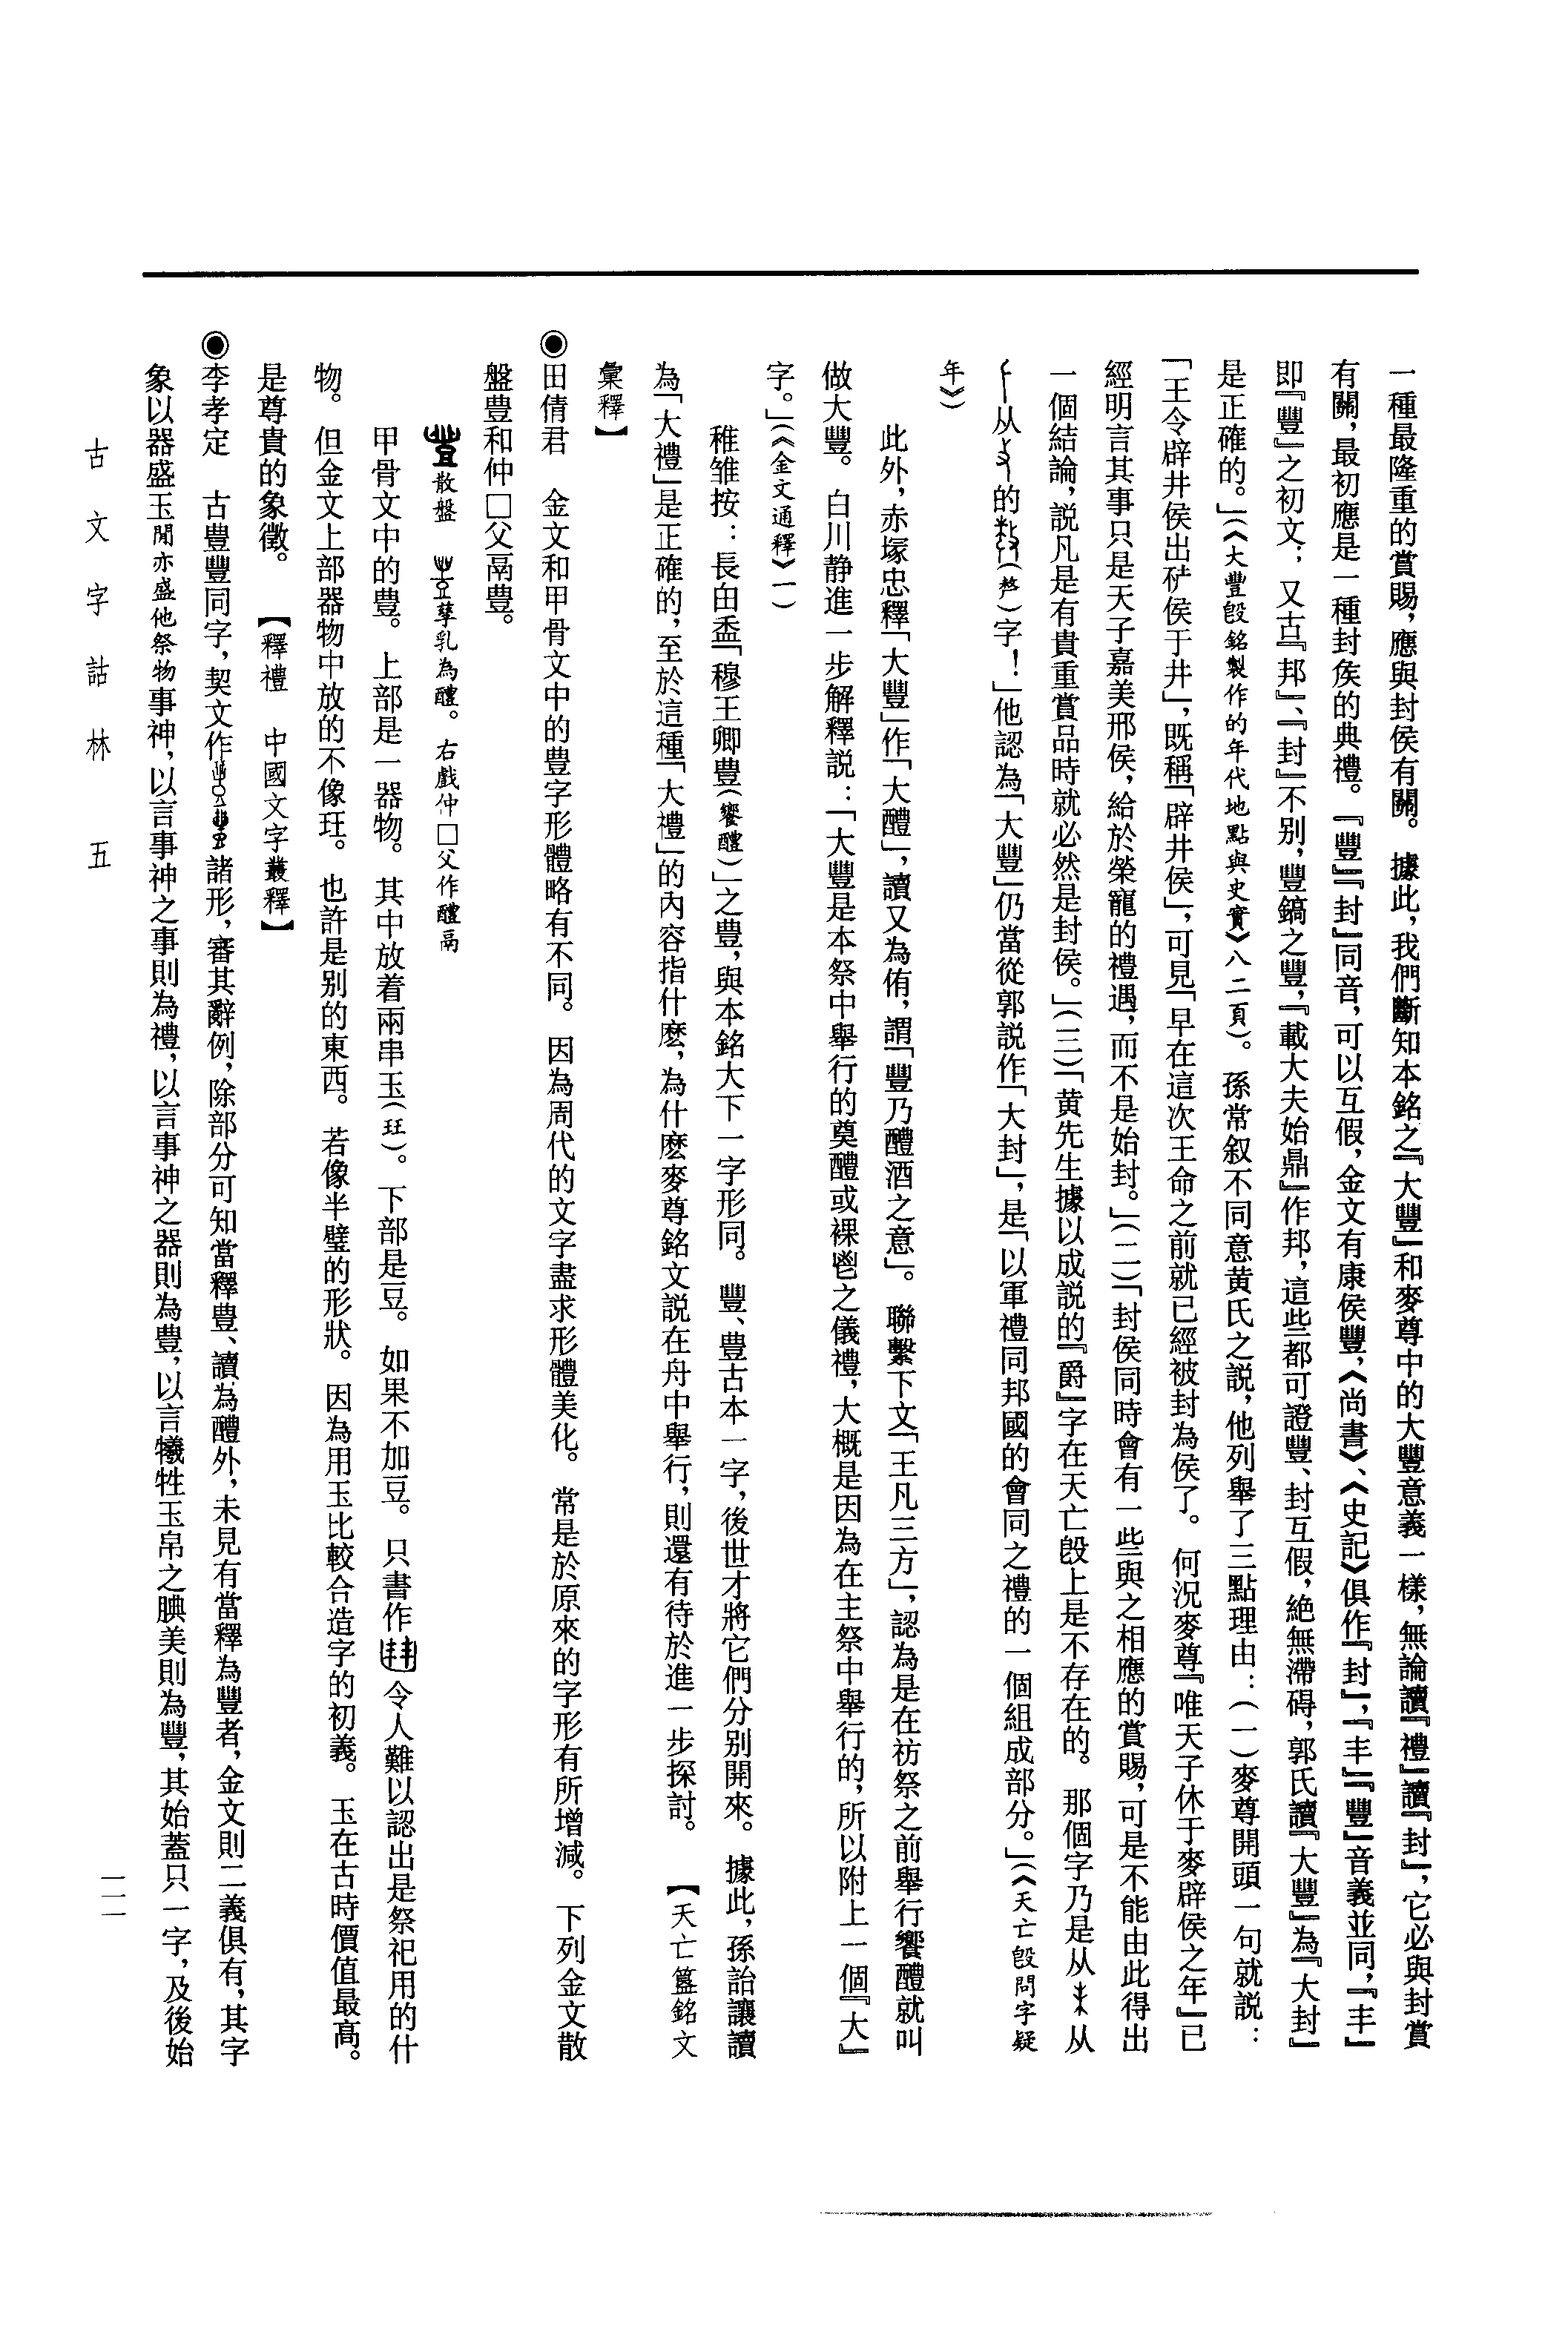 一種最隆重的賞賜，應與封侯有關。據此，我們斷知本銘之『大豐』和麥尊中的大豐意義一樣，無論讀『禮』讀『封』，它必與封賞
有關，最初應是一種封侯的典禮。『豐』『封』同音，可以互假，金文有康侯豐，《尚書》、《史記》俱作『封』；『丰』『豐』音義並同，『丰』
即『豐』之初文；又古『邦』、『封』不别，豐鎬之豐，『載大夫始鼎』作邦，這些都可證豐、封互假，絶無滯碍，郭氏讀『大豐』為『大封』
是正確的。」（《大豐𣪘銘製作的年代地點與史實》八二頁）。孫常叙不同意黄氏之説，他列舉了三點理由：（一）麥尊開頭一句就説：
「王令辟井侯出矺侯于井」，既稱「辟井侯」，可見「早在這次王命之前就已經被封為侯了。何況麥尊『唯天子休于麥辟侯之年』已
經明言其事只是天子嘉美邢侯，給於榮寵的禮遇，而不是始封。」（二）「封侯同時會有一些與之相應的賞賜，可是不能由此得出
一個結論，説凡是有貴重賞品時就必然是封侯。」（三）「黄先生據以成説的『爵』字在天亡𣪘上是不存在的。那個字乃是从从
从的（𠩺）字！」他認為「大豐」仍當從郭説作「大封」，是「以軍禮同邦國的會同之禮的一個組成部分。」（《天亡𣪘問字疑
年》）
此外，赤塚忠釋「大豐」作「大醴」，讀又為侑，謂「豐乃醴酒之意」。聯繫下文「王凡三方」，認為是在祊祭之前舉行饗醴就叫
做大豐。白川静進一步解釋説：「大豐是本祭中舉行的奠醴或祼鬯之儀禮，大概是因為在主祭中舉行的，所以附上一個『大』
字。」（《金文通釋》一）
稚雏按：長由盉「穆王卿豊（饗醴）」之豊，與本銘大下一字形同。豐、豊古本一字，後世才將它們分别開來。據此，孫詒讓讀
為「大禮」是正確的，至於這種「大禮」的内容指什麽，為什麽麥尊銘文説在舟中舉行，則還有待於進一步探討。【天亡簋銘文
彙釋】
◉田倩君　金文和甲骨文中的豊字形體略有不同。因為周代的文字盡求形體美化。常是於原來的字形有所增減。下列金文散
盤豊和仲□父鬲豊。
散盤　孳乳為醴。右戲仲□父作醴鬲
甲骨文中的豊。上部是一器物。其中放着兩串玉（玨）。下部是豆。如果不加豆。只書作令人難以認出是祭祀用的什
物。但金文上部器物中放的不像玨。也許是别的東西。若像半璧的形狀。因為用玉比較合造字的初義。玉在古時價值最高。
是尊貴的象徵。【釋禮　中國文字叢釋】
◉李孝定　古豊豐同字，契文作諸形，審其辭例，除部分可知當釋豊、讀為醴外，未見有當釋為豐者，金文則二義俱有，其字
象以器盛玉閒亦盛他祭物事神，以言事神之事則為禮，以言事神之器則為豊，以言犧牲玉帛之腆美則為豐，其始蓋只一字，及後始
古文字詁林　五
一一一